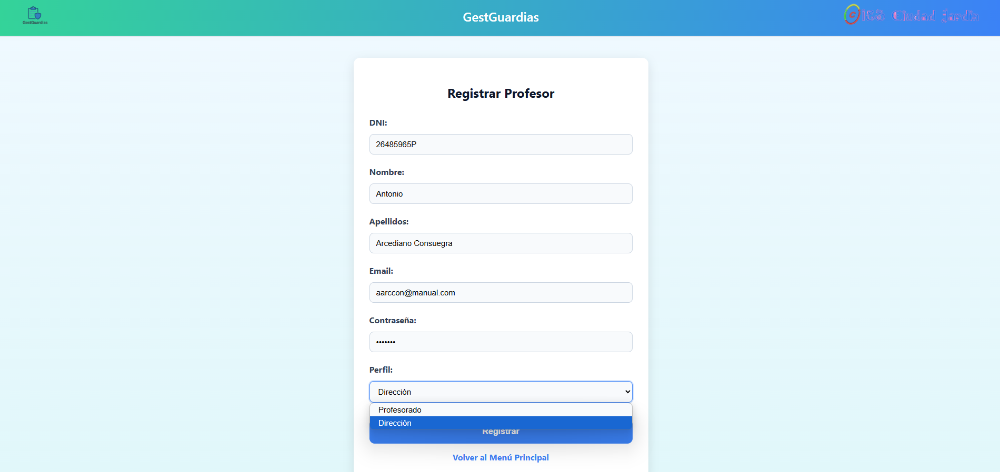 GestGuardias
GestGuardias
IES Ciudad Jardín
Registrar Profesor
DNI:
26485965P
Nombre:
Antonio
Apellidos:
Arcediano Consuegra
Email:
aarccon@manual.com
Contraseña:
•••••••
Perfil:
Dirección
Profesorado
Dirección
Registrar
Volver al Menú Principal